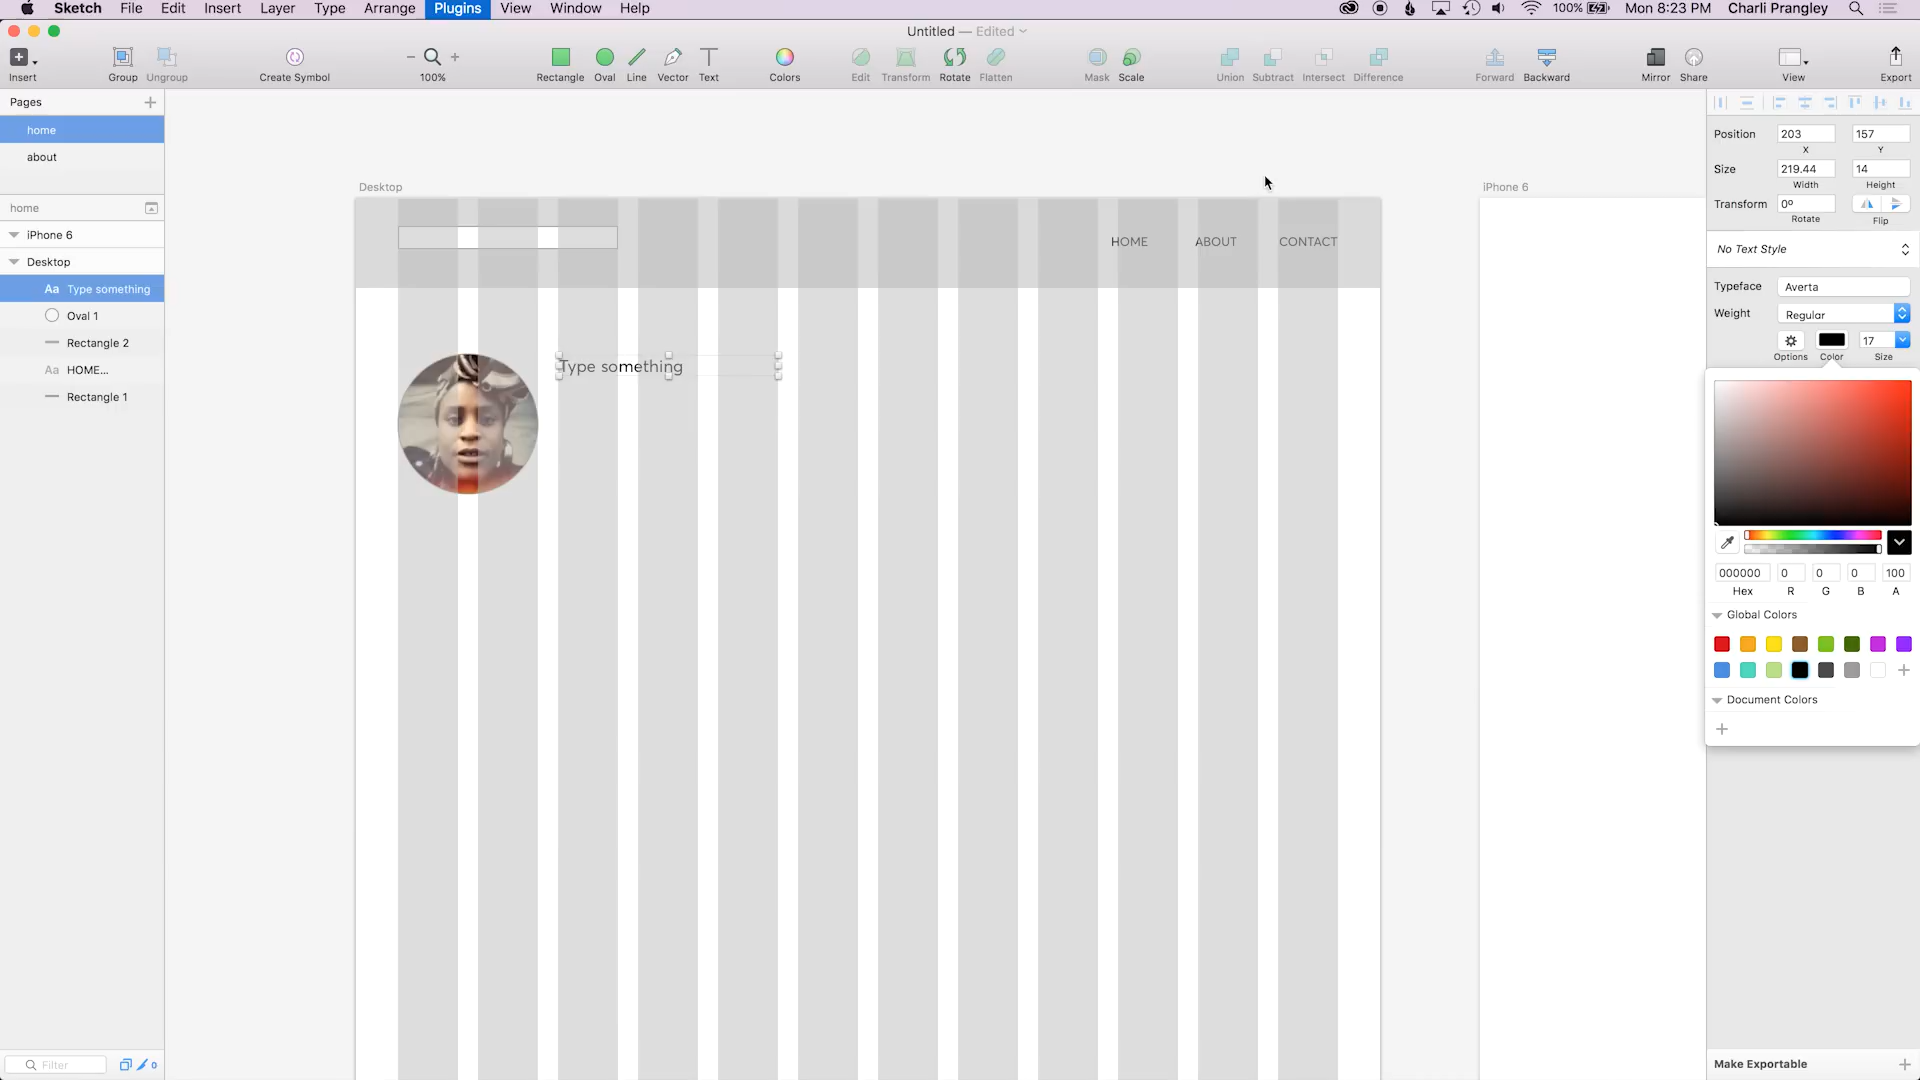 Sketch File Edit Insert Layer Type Arrange Plugins View Window Help 100% Mon 8:23 PM Charli Prangley
Untitled — Edited
Insert Group Ungroup Create Symbol 100% Rectangle Oval Line Vector Text Colors Edit Transform Rotate Flatten Mask Scale Union Subtract Intersect Difference Forward Backward Mirror Share View Export
Pages
home
about
home
iPhone 6
Desktop
Aa Type something
Oval 1
Rectangle 2
Aa HOME...
Rectangle 1
Filter
0
Desktop
iPhone 6
HOME ABOUT CONTACT
Type something
Position 203 157
X Y
Size 219.44 14
Width Height
Transform 0º
Rotate Flip
No Text Style
Typeface Averta
Weight Regular
17
Options Color Size
000000 0 0 0 100
Hex R G B A
Global Colors
Document Colors
Make Exportable